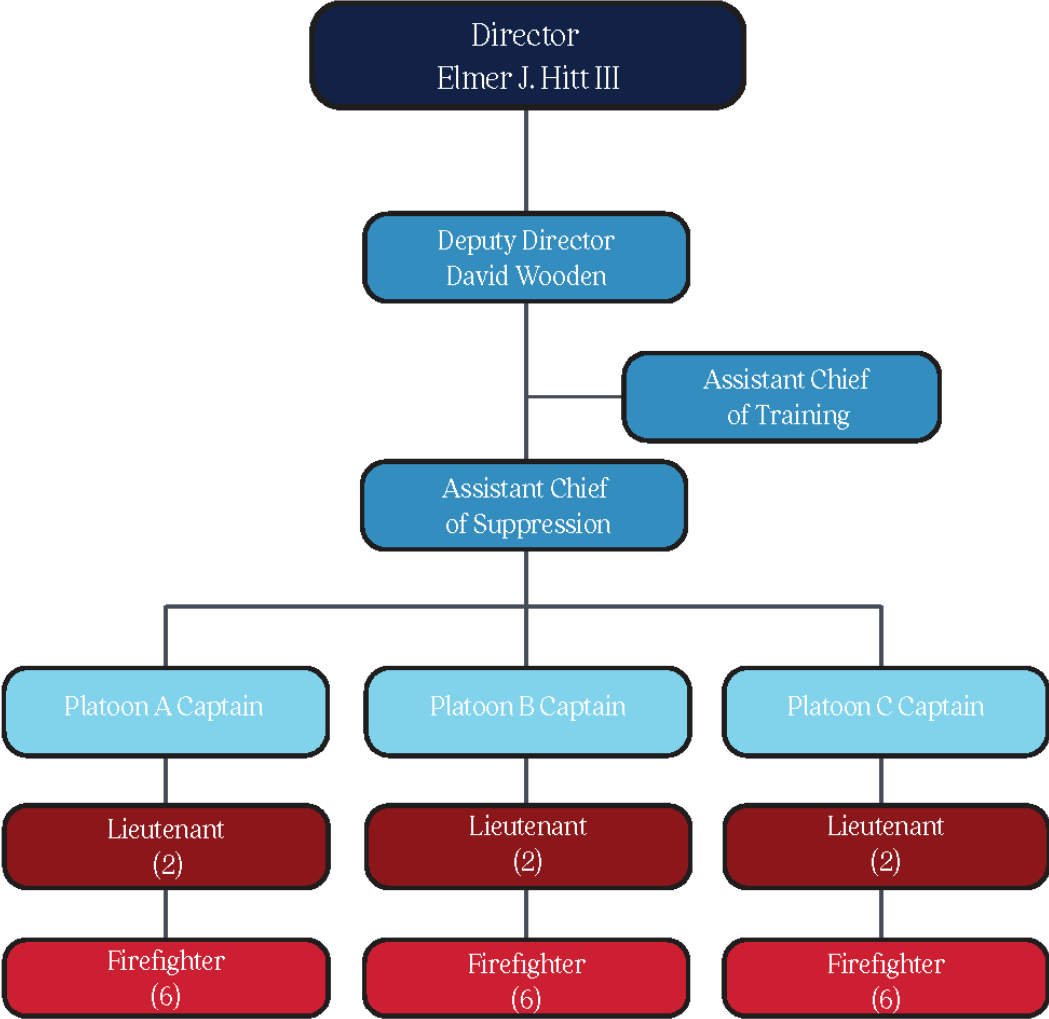 Director
Elmer J. Hitt III
Deputy Director
David Wooden
Assistant Chief
of Training
Assistant Chief
of Suppression
Platoon A Captain
Platoon B Captain
Platoon C Captain
Lieutenant
(2)
Lieutenant
(2)
Lieutenant
(2)
Firefighter
(6)
Firefighter
(6)
Firefighter
(6)